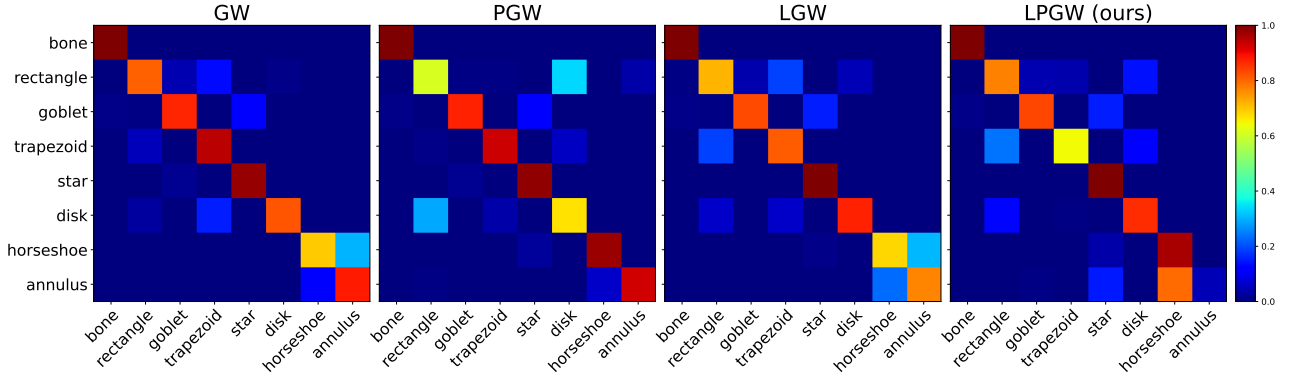 GW PGW LGW LPGW (ours)
bone
rectangle
goblet
trapezoid
star
disk
horseshoe
annulus
bone rectangle goblet trapezoid star disk horseshoe annulus
bone rectangle goblet trapezoid star disk horseshoe annulus
bone rectangle goblet trapezoid star disk horseshoe annulus
bone rectangle goblet trapezoid star disk horseshoe annulus
1.0
0.8
0.6
0.4
0.2
0.0